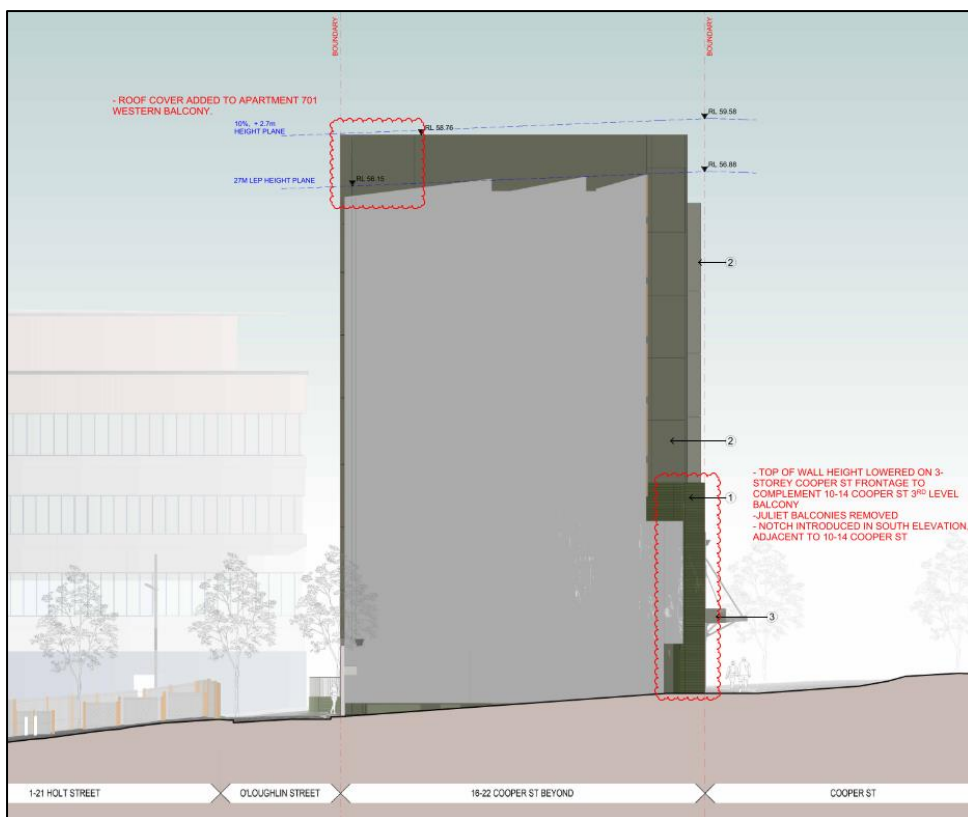 BOUNDARY
BOUNDARY
- ROOF COVER ADDED TO APARTMENT 701
WESTERN BALCONY.
10%, + 2.7m
HEIGHT PLANE
RL 58.76
RL 59.58
27M LEP HEIGHT PLANE
RL 56.15
RL 56.88
2
2
- TOP OF WALL HEIGHT LOWERED ON 3-
STOREY COOPER ST FRONTAGE TO
COMPLEMENT 10-14 COOPER ST 3RD LEVEL
BALCONY
-JULIET BALCONIES REMOVED
- NOTCH INTRODUCED IN SOUTH ELEVATION,
ADJACENT TO 10-14 COOPER ST
1
3
1-21 HOLT STREET
O'LOUGHLIN STREET
16-22 COOPER ST BEYOND
COOPER ST